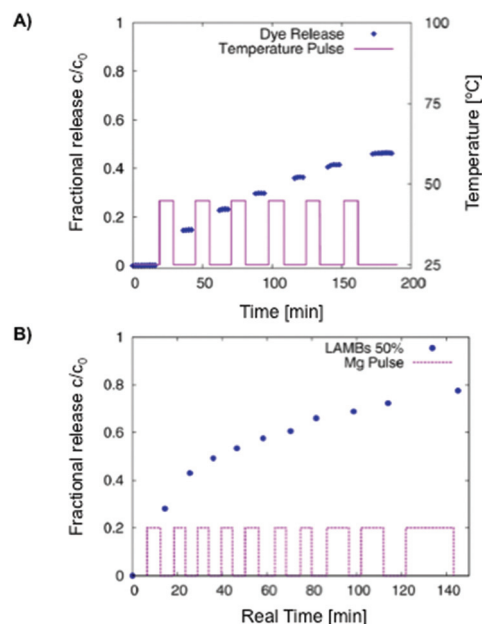 A)
Dye Release
Temperature Pulse
Fractional release c/c0
1
0.8
0.6
0.4
0.2
0
100
75
50
25
Temperature [ºC]
0 50 100 150 200
Time [min]
B)
LAMBs 50%
Mg Pulse
Fractional release c/c0
1
0.8
0.6
0.4
0.2
0
0 20 40 60 80 100 120 140
Real Time [min]